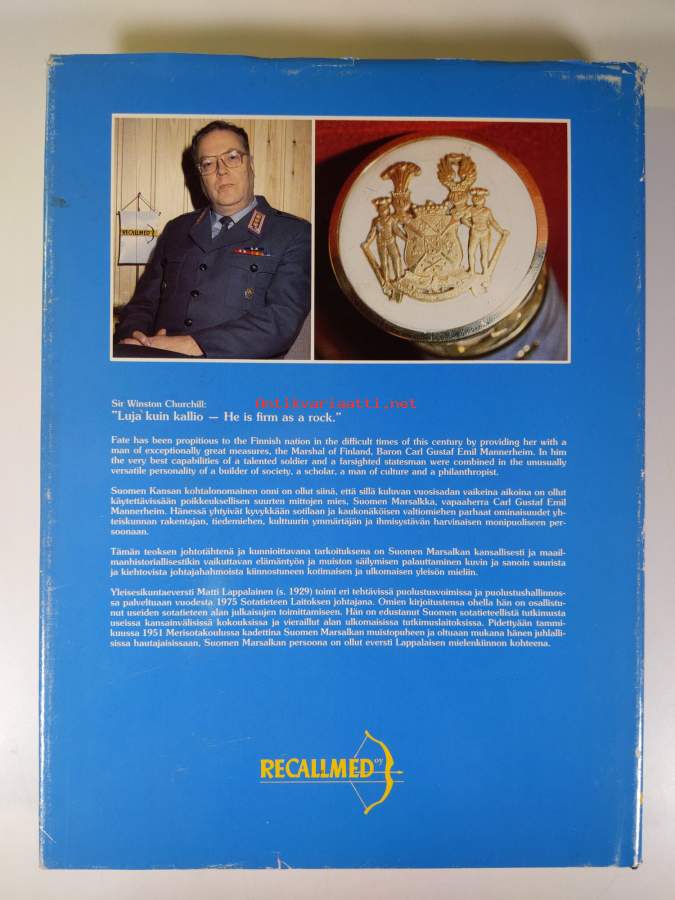 RECALLMED
Sir Winston Churchill:
antikvariaatti.net
"Luja kuin kallio — He is firm as a rock."
Fate has been propitious to the Finnish nation in the difficult times of this century by providing her with a
man of exceptionally great measures, the Marshal of Finland, Baron Carl Gustaf Emil Mannerheim. In him
the very best capabilities of a talented soldier and a farsighted statesman were combined in the unusually
versatile personality of a builder of society, a scholar, a man of culture and a philanthropist.
Suomen Kansan kohtalonomainen onni on ollut siinä, että sillä kuluvan vuosisadan vaikeina aikoina on ollut
käytettävissään poikkeuksellisen suurten mittojen mies, Suomen Marsalkka, vapaaherra Carl Gustaf Emil
Mannerheim. Hänessä yhtyivät kyvykkään sotilaan ja kaukonäköisen valtiomiehen parhaat ominaisuudet yh-
teiskunnan rakentajan, tiedemiehen, kulttuurin ymmärtäjän ja ihmisystävän harvinaisen monipuoliseen per-
soonaan.
Tämän teoksen johtotähtenä ja kunnioittavana tarkoituksena on Suomen Marsalkan kansallisesti ja maail-
manhistoriallisestikin vaikuttavan elämäntyön ja muiston säilymisen palauttaminen kuvin ja sanoin suurista
ja kiehtovista johtajahahmoista kiinnostuneen kotimaisen ja ulkomaisen yleisön mieliin.
Yleisesikuntaeversti Matti Lappalainen (s. 1929) toimi eri tehtävissä puolustusvoimissa ja puolustushallinnos-
sa palveltuaan vuodesta 1975 Sotatieteen Laitoksen johtajana. Omien kirjoitustensa ohella hän on osallistu-
nut useiden sotatieteen alan julkaisujen toimittamiseen. Hän on edustanut Suomen sotatieteellistä tutkimusta
useissa kansainvälisissä kokouksissa ja vieraillut alan ulkomaisissa tutkimuslaitoksissa. Pidettyään tammi-
kuussa 1951 Merisotakoulussa kadettina Suomen Marsalkan muistopuheen ja oltuaan mukana hänen juhlalli-
sissa hautajaisissaan, Suomen Marsalkan persoona on ollut eversti Lappalaisen mielenkiinnon kohteena.
RECALLMED oy